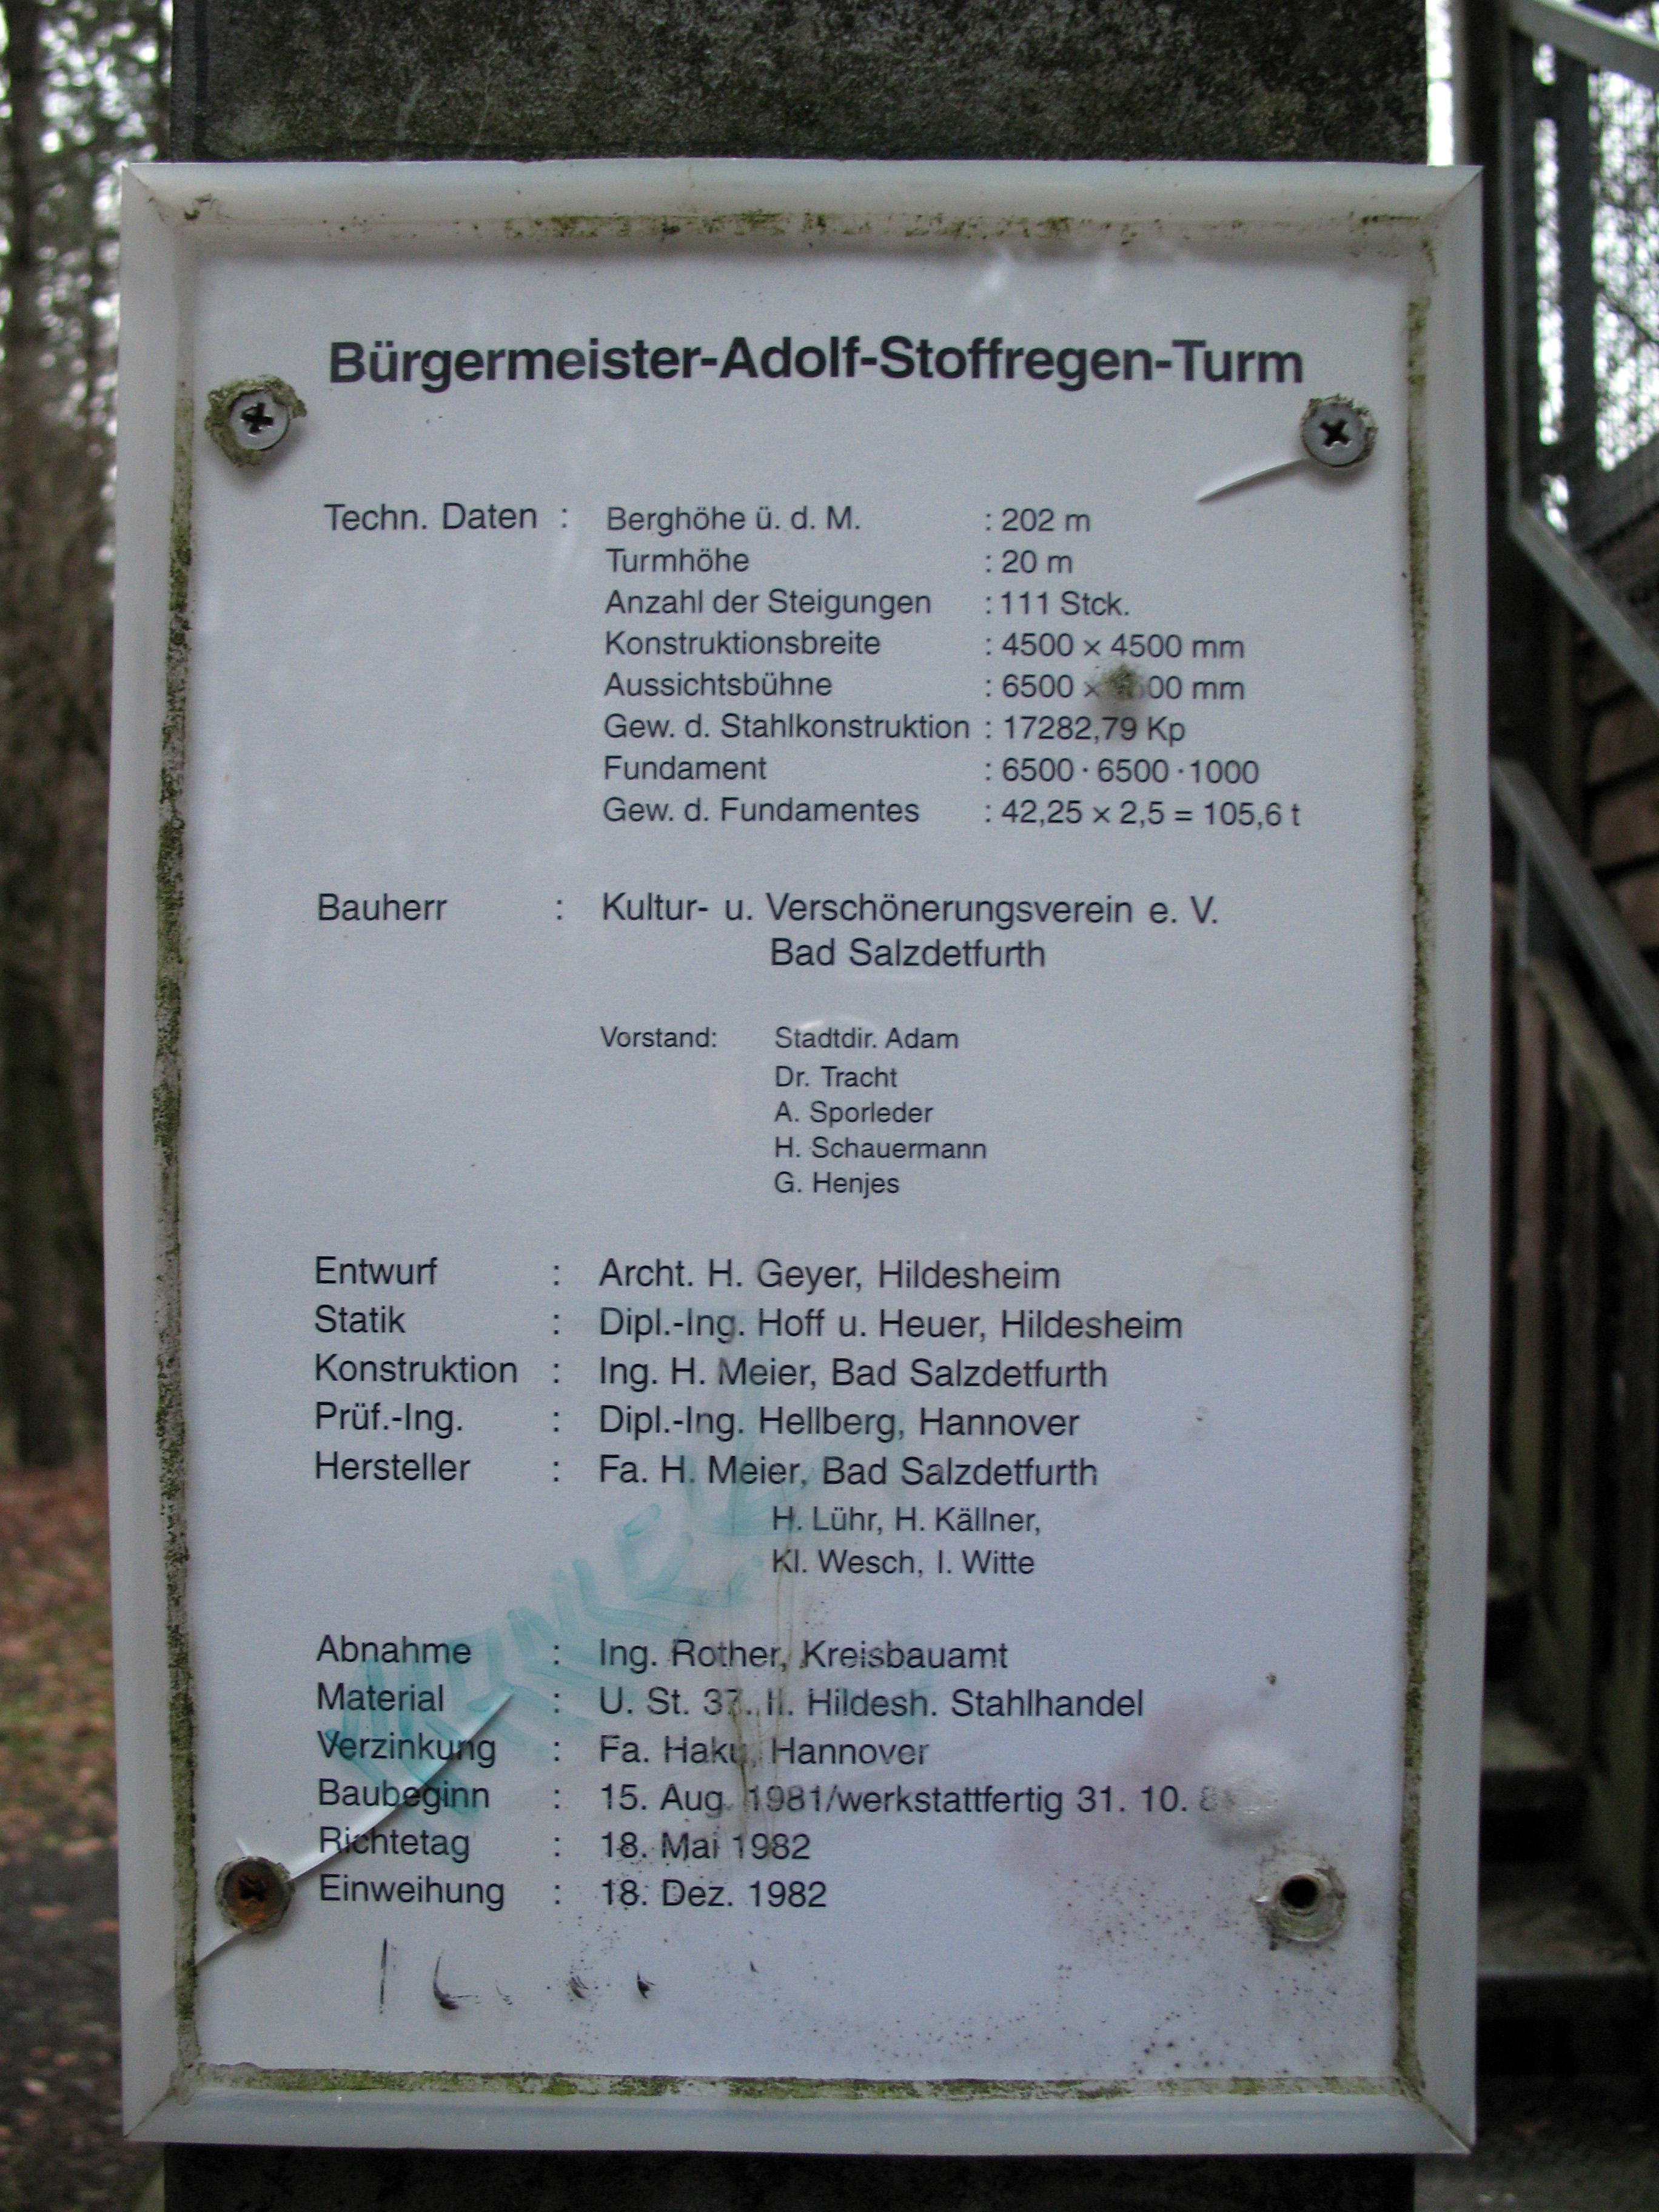 Bürgermeister-Adolf-Stoffregen-Turm
Techn. Daten : Berghöhe ü. d. M. : 202 m
Turmhöhe : 20 m
Anzahl der Steigungen : 111 Stck.
Konstruktionsbreite : 4500 × 4500 mm
Aussichtsbühne : 6500 × mm
Gew. d. Stahlkonstruktion : 17282,79 Kp
Fundament : 6500 · 6500 · 1000
Gew. d. Fundamentes : 42,25 × 2,5 = 105,6 t
Bauherr : Kultur- u. Verschönerungsverein e. V.
Bad Salzdetfurth
Vorstand: Stadtdir. Adam
Dr. Tracht
A. Sporleder
H. Schauermann
G. Henjes
Entwurf : Archt. H. Geyer, Hildesheim
Statik : Dipl.-Ing. Hoff u. Heuer, Hildesheim
Konstruktion : Ing. H. Meier, Bad Salzdetfurth
Prüf.-Ing. : Dipl.-Ing. Hellberg, Hannover
Hersteller : Fa. H. Meier, Bad Salzdetfurth
H. Lühr, H. Källner,
Kl. Wesch, I. Witte
Abnahme : Ing. Rother, Kreisbauamt
Material : U. St. 37. II. Hildesh. Stahlhandel
Verzinkung : Fa. Haku, Hannover
Baubeginn : 15. Aug. 1981/werkstattfertig 31. 10.
Richtetag : 18. Mai 1982
Einweihung : 18. Dez. 1982